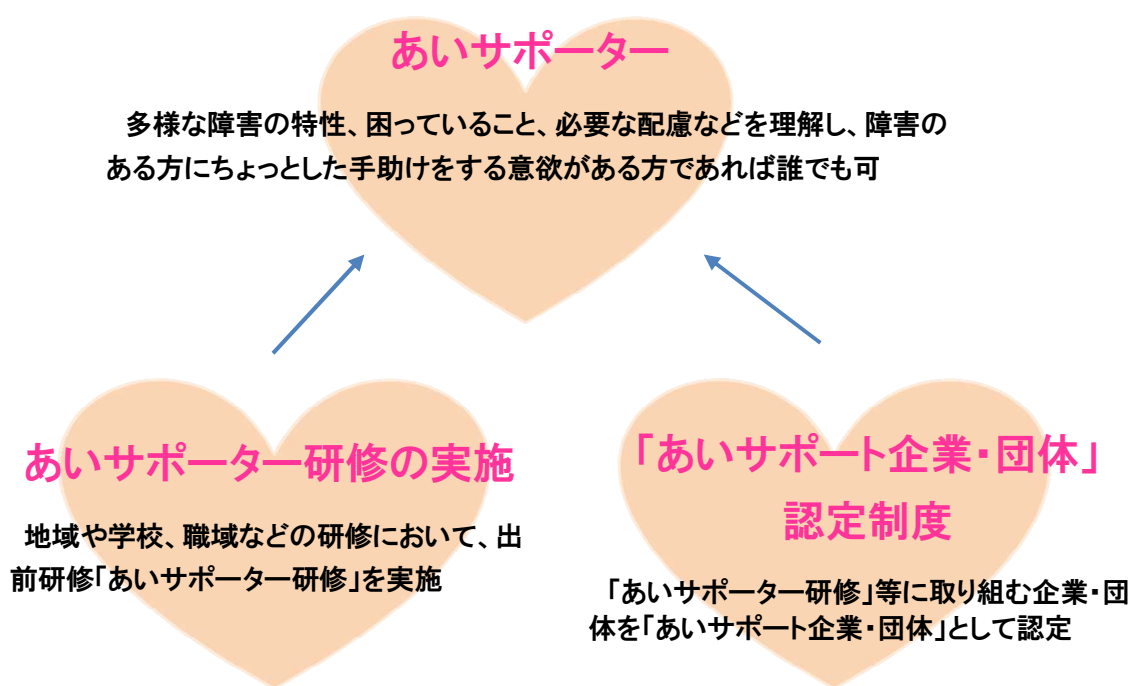 あいサポーター
多様な障害の特性、困っていること、必要な配慮などを理解し、障害の
ある方にちょっとした手助けをする意欲がある方であれば誰でも可
あいサポーター研修の実施
地域や学校、職域などの研修において、出
前研修「あいサポーター研修」を実施
「あいサポート企業・団体」
認定制度
「あいサポーター研修」等に取り組む企業・団
体を「あいサポート企業・団体」として認定